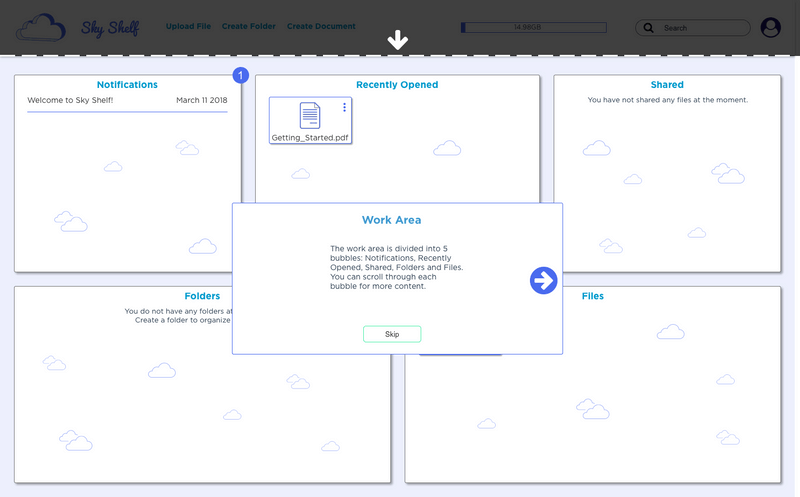 Sky Shelf
Upload File
Create Folder
Create Document
14.86GB
Search
Notifications
1
Welcome to Sky Shelf!
March 11 2018
Recently Opened
Getting_Started.pdf
Shared
You have not shared any files at the moment.
Work Area
The work area is divided into 5
bubbles: Notifications, Recently
Opened, Shared, Folders and Files.
You can scroll through each
bubble for more content.
Skip
Folders
You do not have any folders at
Create a folder to organize
Files